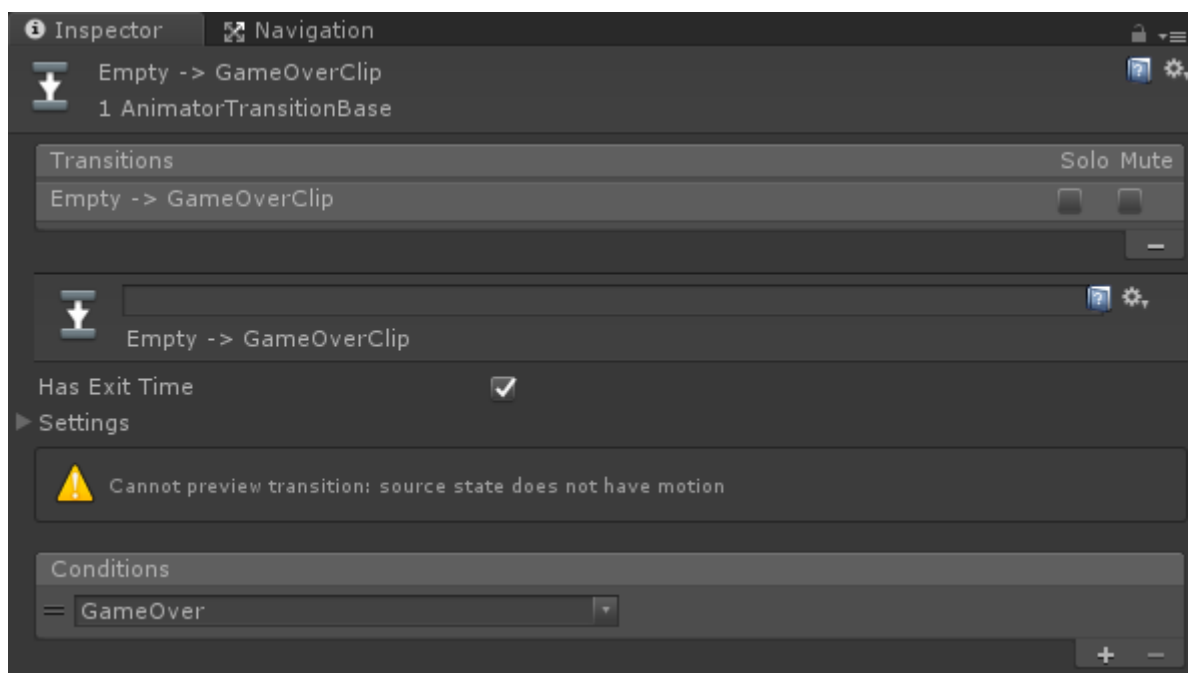 Inspector Navigation
Empty -> GameOverClip
1 AnimatorTransitionBase
Transitions Solo Mute
Empty -> GameOverClip
Empty -> GameOverClip
Has Exit Time
Settings
Cannot preview transition: source state does not have motion
Conditions
GameOver